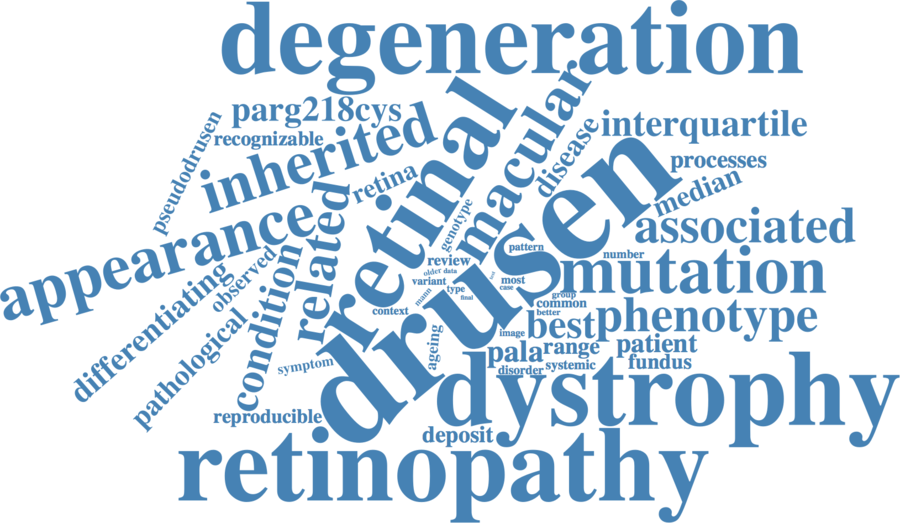 degeneration
parg218cys
recognizable
inherited
retinal
macular
interquartile
pseudodrusen
retina
disease
processes
median
drusen
appearance
related
genotype
associated
observed
condition
differentiating
pattern
review
number
older
data
mutation
variant
type
most
case
mann
final
test
group
common
context
better
best
phenotype
pathological
ageing
image
pala
range
patient
symptom
disorder
systemic
fundus
dystrophy
reproducible
deposit
retinopathy